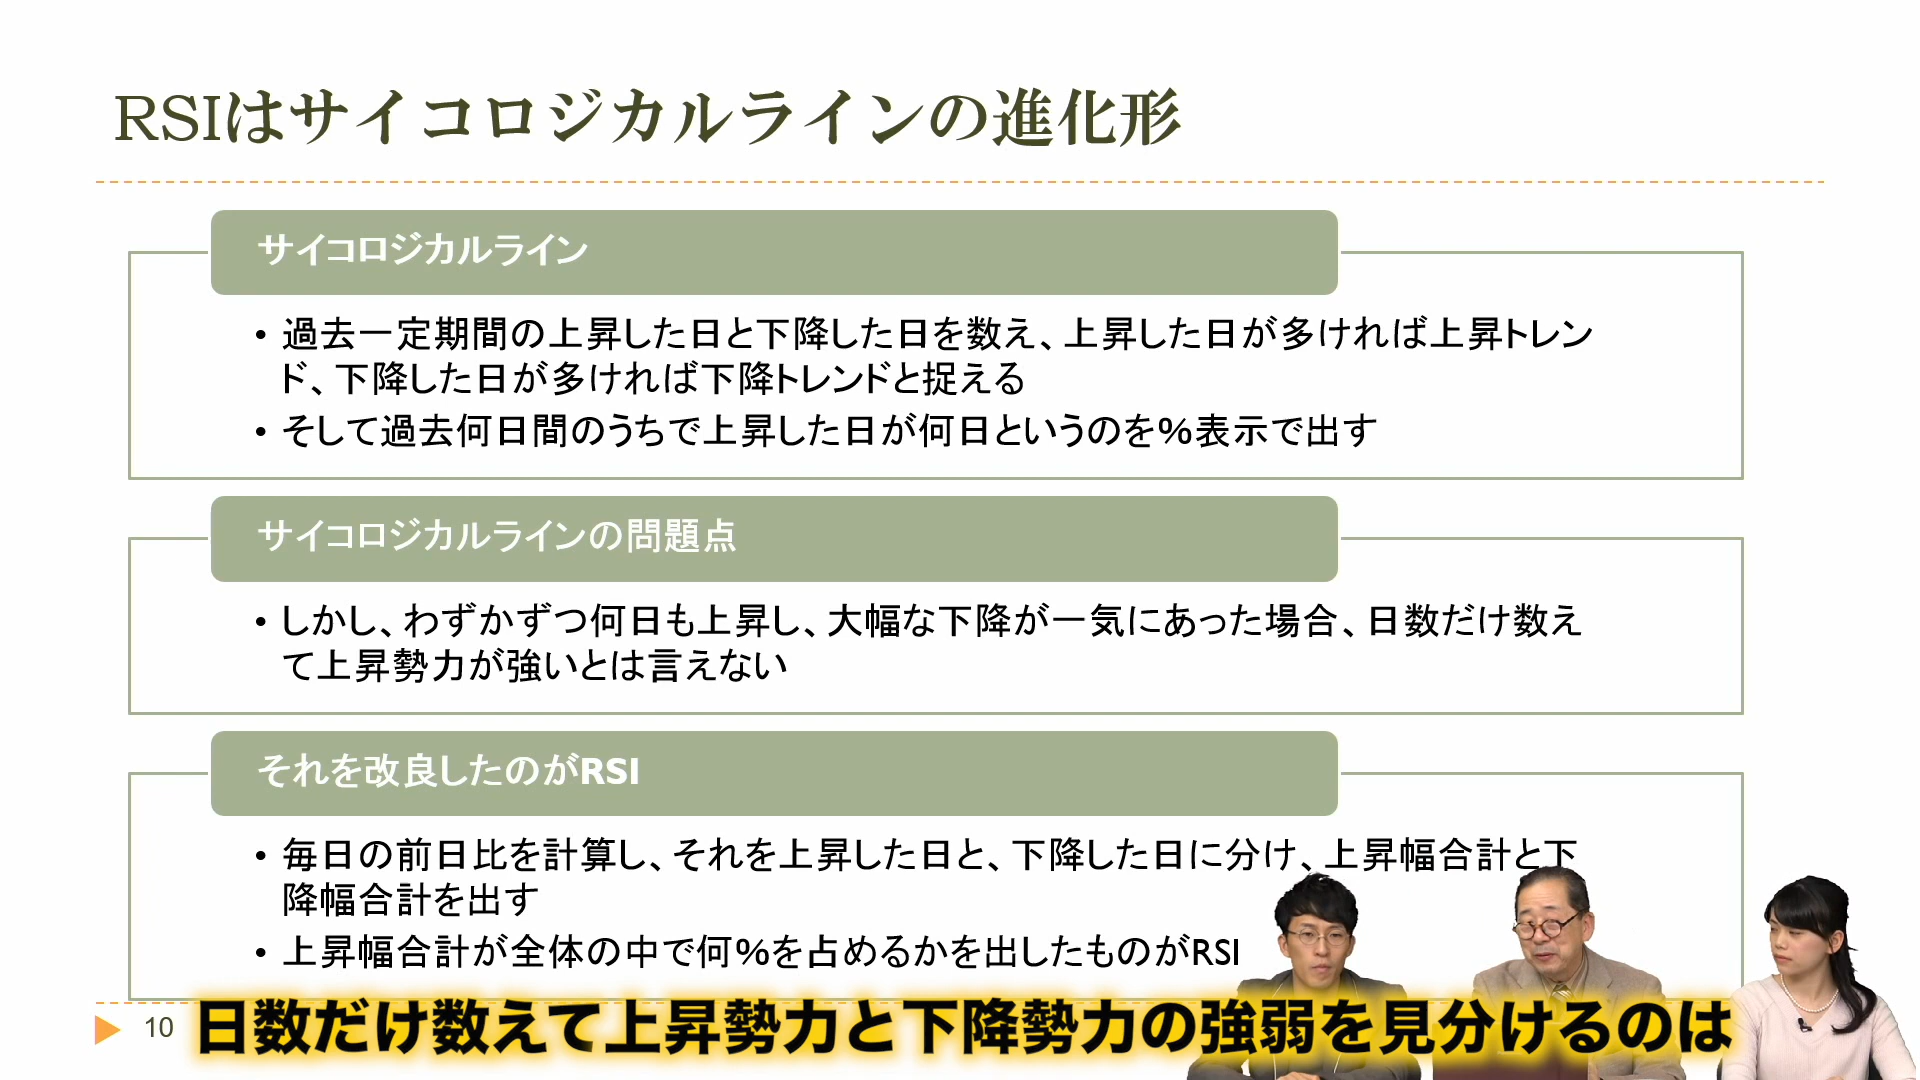 RSIはサイコロジカルラインの進化形
サイコロジカルライン
• 過去一定期間の上昇した日と下降した日を数え、上昇した日が多ければ上昇トレン
ド、下降した日が多ければ下降トレンドと捉える
• そして過去何日間のうちで上昇した日が何日というのを%表示で出す
サイコロジカルラインの問題点
• しかし、わずかずつ何日も上昇し、大幅な下降が一気にあった場合、日数だけ数え
て上昇勢力が強いとは言えない
それを改良したのがRSI
• 毎日の前日比を計算し、それを上昇した日と、下降した日に分け、上昇幅合計と下
降幅合計を出す
• 上昇幅合計が全体の中で何%を占めるかを出したものがRSI
10
日数だけ数えて上昇勢力と下降勢力の強弱を見分けるのは